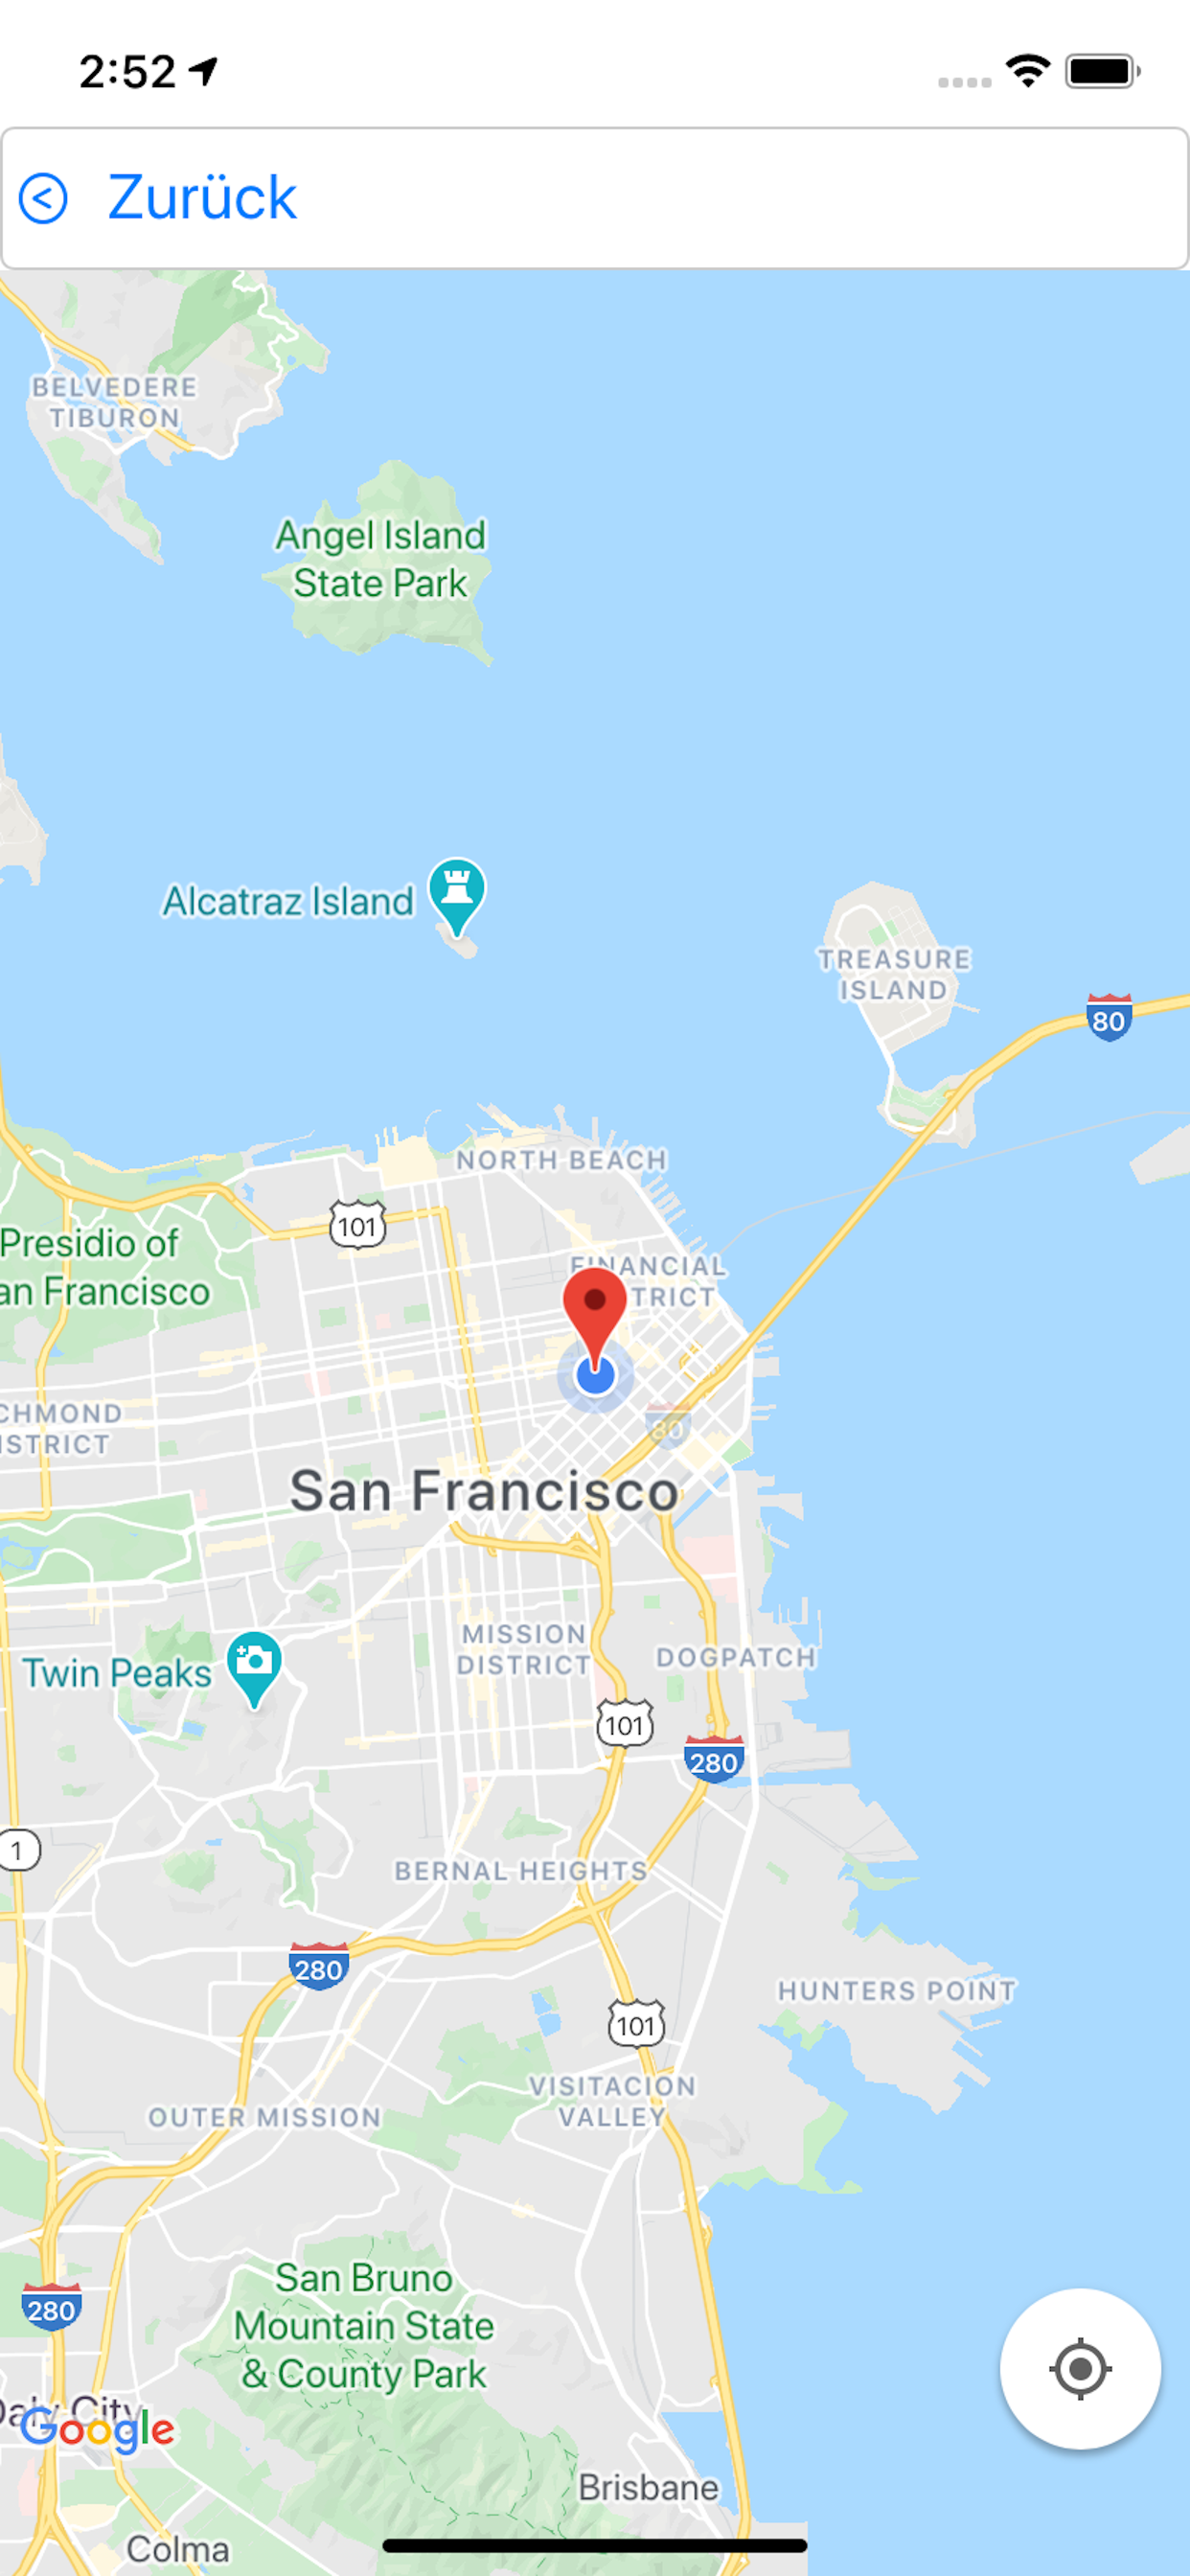 2:52
< Zurück
BELVEDERE
TIBURON
Angel Island
State Park
Alcatraz Island
TREASURE
ISLAND
80
NORTH BEACH
101
Presidio of
an Francisco
FINANCIAL
TRICT
CHMOND
ISTRICT
80
San Francisco
MISSION
DISTRICT
DOGPATCH
Twin Peaks
101
280
1
BERNAL HEIGHTS
280
HUNTERS POINT
101
VISITACION
VALLEY
OUTER MISSION
San Bruno
Mountain State
& County Park
280
Daly City
Google
Brisbane
Colma